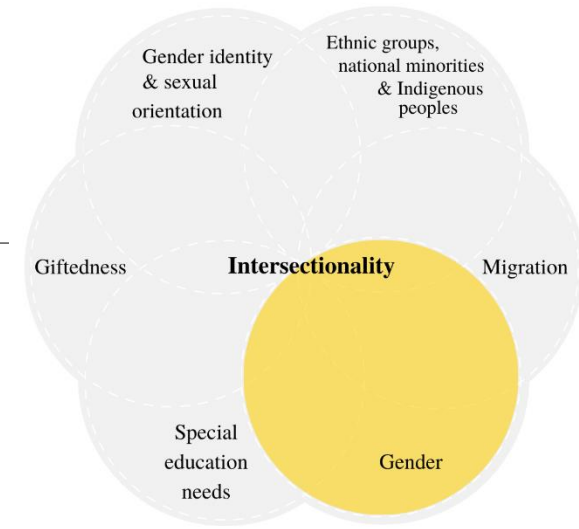 Gender identity
& sexual
orientation
Ethnic groups,
national minorities
& Indigenous
peoples
Giftedness
Intersectionality
Migration
Special
education
needs
Gender